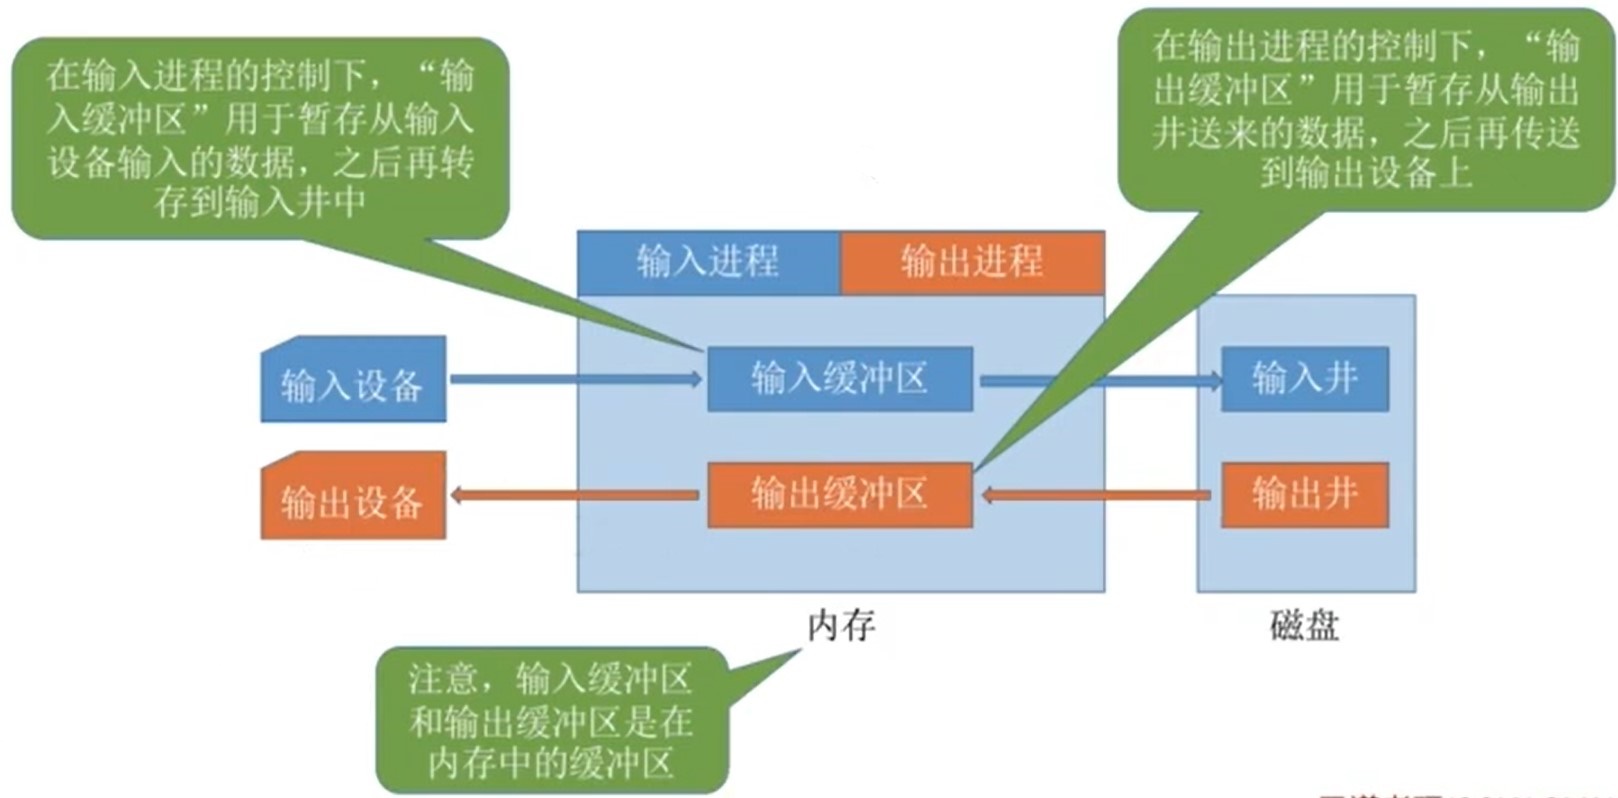 在输入进程的控制下，“输
入缓冲区”用于暂存从输入
设备输入的数据，之后再转
存到输入井中
在输出进程的控制下，“输
出缓冲区”用于暂存从输出
井送来的数据，之后再传送
到输出设备上
输入进程
输出进程
输入设备
输入缓冲区
输入井
输出设备
输出缓冲区
输出井
内存
磁盘
注意，输入缓冲区
和输出缓冲区是在
内存中的缓冲区